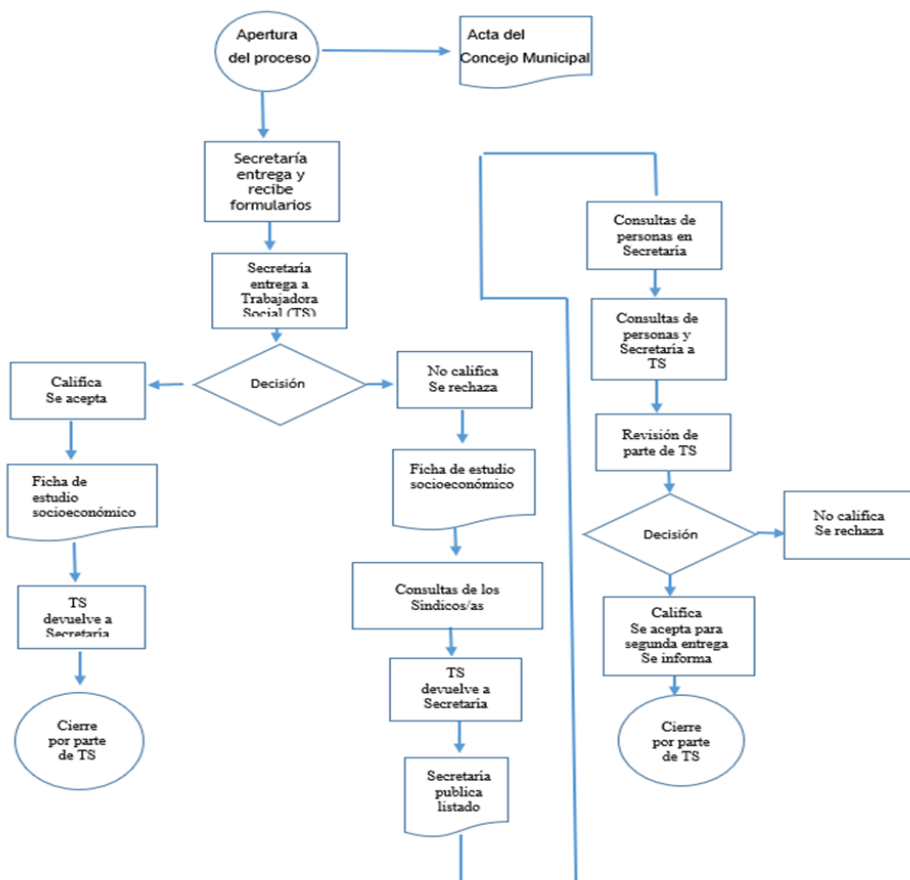 Apertura
del proceso
Acta del
Concejo Municipal
Secretaría
entrega y
recibe
formularios
Secretaría
entrega a
Trabajadora
Social (TS)
Decisión
Califica
Se acepta
Ficha de
estudio
socioeconómico
TS
devuelve a
Secretaría
Cierre
por parte
de TS
No califica
Se rechaza
Ficha de estudio
socioeconómico
Consultas de los
Síndicos/as
TS
devuelve a
Secretaría
Secretaría
publica
listado
Consultas de
personas en
Secretaría
Consultas de
personas y
Secretaría a
TS
Revisión de
parte de TS
Decisión
No califica
Se rechaza
Califica
Se acepta para
segunda entrega
Se informa
Cierre
por parte
de TS